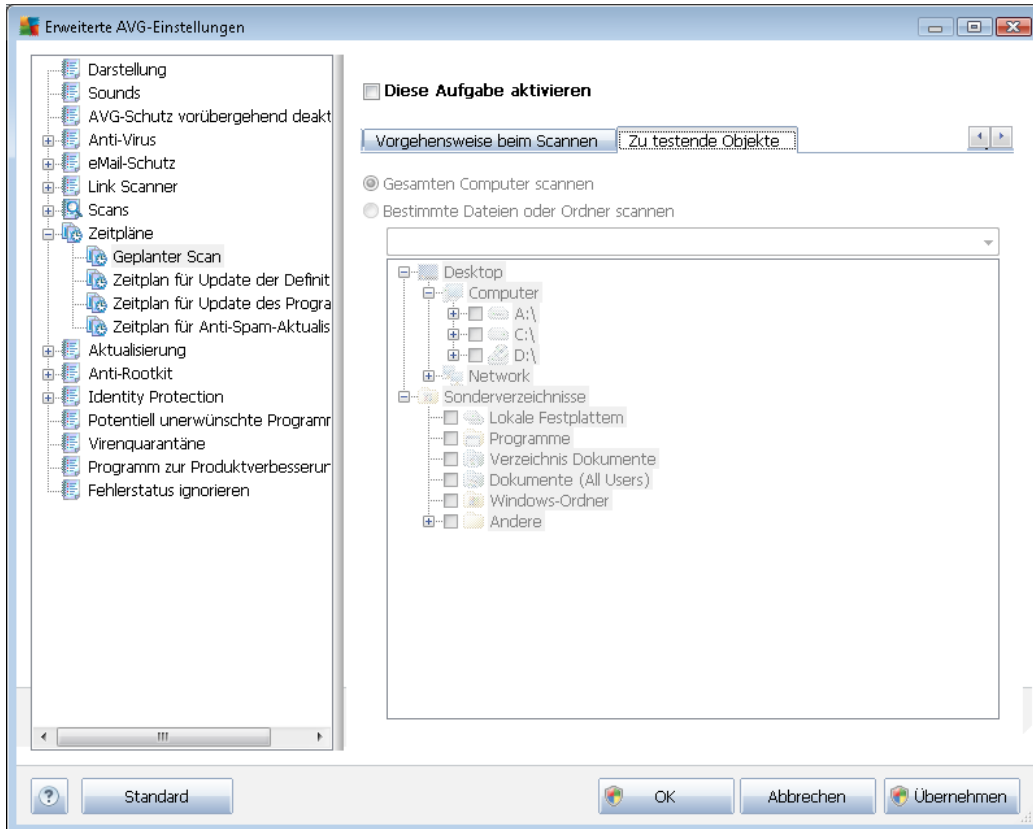 Erweiterte AVG-Einstellungen
Darstellung
Sounds
AVG-Schutz vorübergehend deakt
Anti-Virus
eMail-Schutz
Link Scanner
Scans
Zeitpläne
Geplanter Scan
Zeitplan für Update der Definit
Zeitplan für Update des Progra
Zeitplan für Anti-Spam-Aktualis
Aktualisierung
Anti-Rootkit
Identity Protection
Potentiell unerwünschte Programr
Virenquarantäne
Programm zur Produktverbesserur
Fehlerstatus ignorieren
Diese Aufgabe aktivieren
Vorgehensweise beim Scannen
Zu testende Objekte
Gesamten Computer scannen
Bestimmte Dateien oder Ordner scannen
Desktop
Computer
A:\
C:\
D:\
Network
Sonderverzeichnisse
Lokale Festplattem
Programme
Verzeichnis Dokumente
Dokumente (All Users)
Windows-Ordner
Andere
? Standard OK Abbrechen Übernehmen